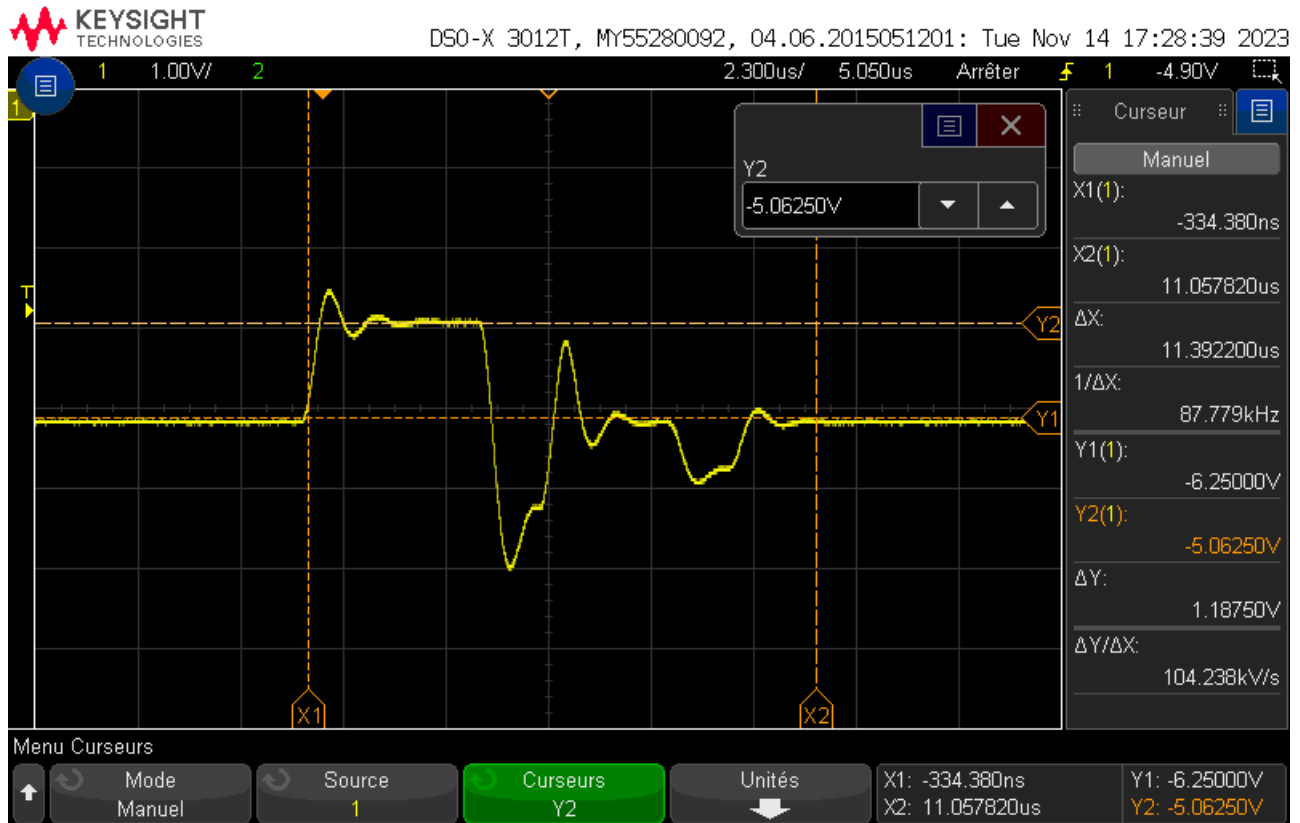 KEYSIGHT
TECHNOLOGIES
DSO-X 3012T, MY55280092, 04.06.2015051201: Tue Nov 14 17:28:39 2023
1 1.00V/ 2 2.300us/ 5.050us Arrêter 1 -4.90V
1
T
Y2
-5.06250V
Y2
Y1
X1
X2
Curseur
Manuel
X1(1):
-334.380ns
X2(1):
11.057820us
ΔX:
11.392200us
1/ΔX:
87.779kHz
Y1(1):
-6.25000V
Y2(1):
-5.06250V
ΔY:
1.18750V
ΔY/ΔX:
104.238kV/s
Menu Curseurs
Mode
Manuel
Source
1
Curseurs
Y2
Unités
X1: -334.380ns
X2: 11.057820us
Y1: -6.25000V
Y2: -5.06250V